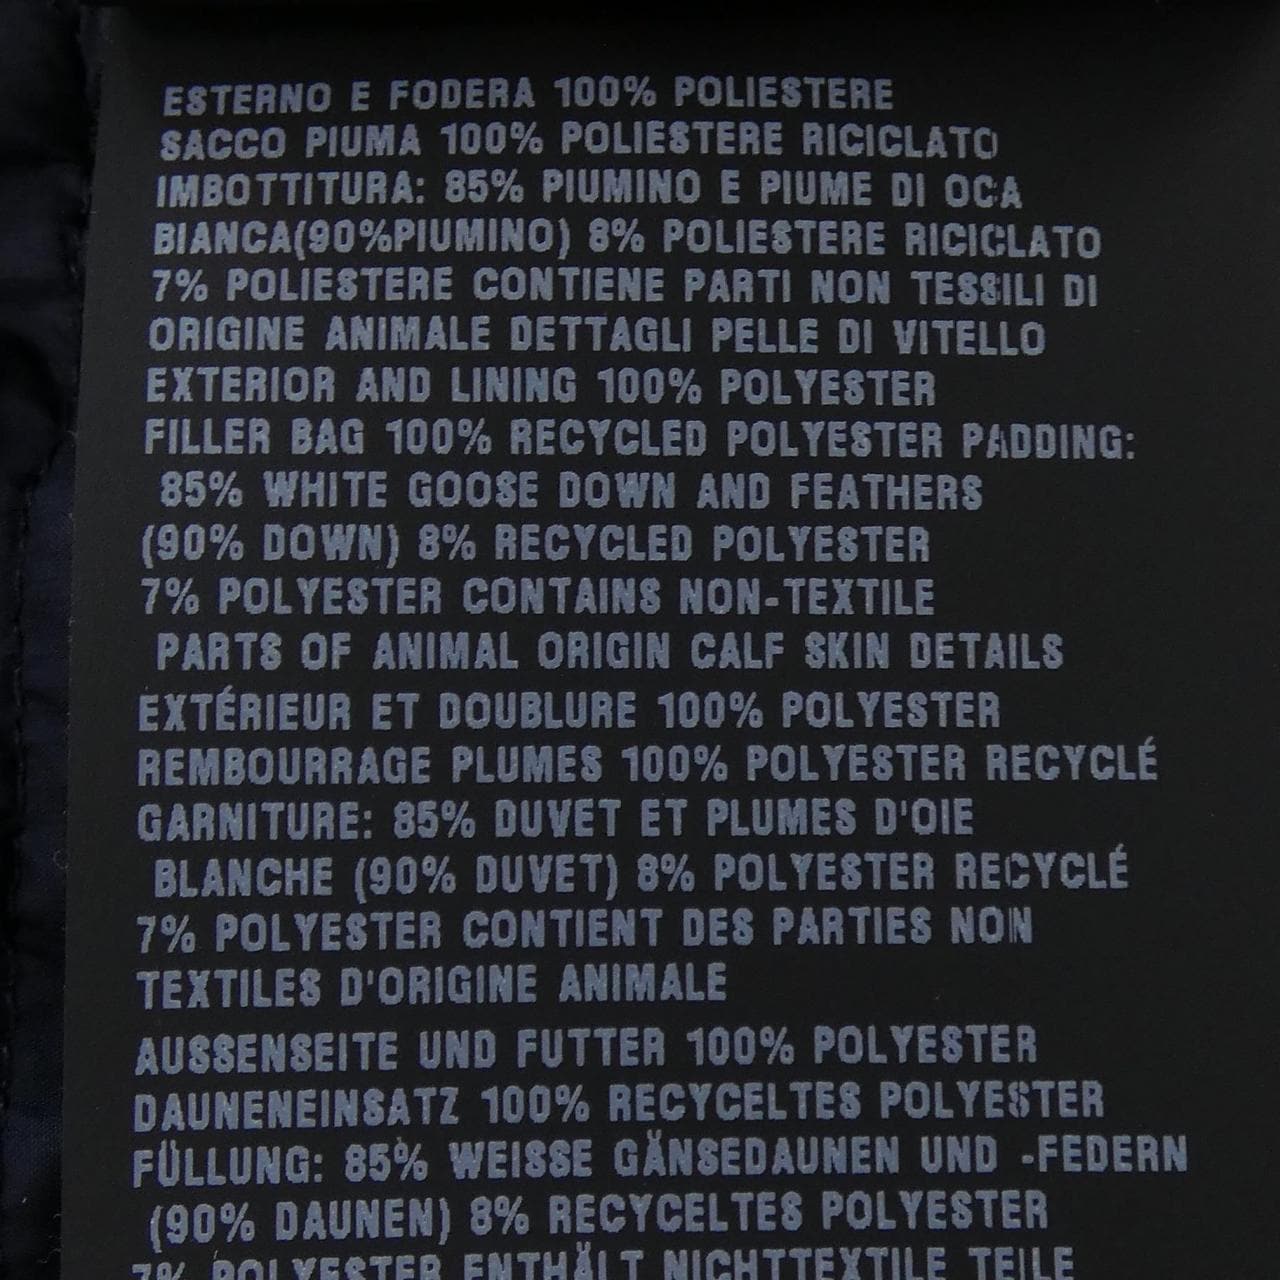 ESTERNO E FODERA 100% POLIESTERE
SACCO PIUMA 100% POLIESTERE RICICLATO
IMBOTTITURA: 85% PIUMINO E PIUME DI OCA
BIANCA(90%PIUMINO) 8% POLIESTERE RICICLATO
7% POLIESTERE CONTIENE PARTI NON TESSILI DI
ORIGINE ANIMALE DETTAGLI PELLE DI VITELLO
EXTERIOR AND LINING 100% POLYESTER
FILLER BAG 100% RECYCLED POLYESTER PADDING:
85% WHITE GOOSE DOWN AND FEATHERS
(90% DOWN) 8% RECYCLED POLYESTER
7% POLYESTER CONTAINS NON-TEXTILE
PARTS OF ANIMAL ORIGIN CALF SKIN DETAILS
EXTÉRIEUR ET DOUBLURE 100% POLYESTER
REMBOURRAGE PLUMES 100% POLYESTER RECYCLÉ
GARNITURE: 85% DUVET ET PLUMES D'OIE
BLANCHE (90% DUVET) 8% POLYESTER RECYCLÉ
7% POLYESTER CONTIENT DES PARTIES NON
TEXTILES D'ORIGINE ANIMALE
AUSSENSEITE UND FUTTER 100% POLYESTER
DAUNENEINSATZ 100% RECYCELTES POLYESTER
FÜLLUNG: 85% WEISSE GÄNSEDAUNEN UND -FEDERN
(90% DAUNEN) 8% RECYCELTES POLYESTER
7% POLYESTER ENTHÄLT NICHTTEXTILE TEILE